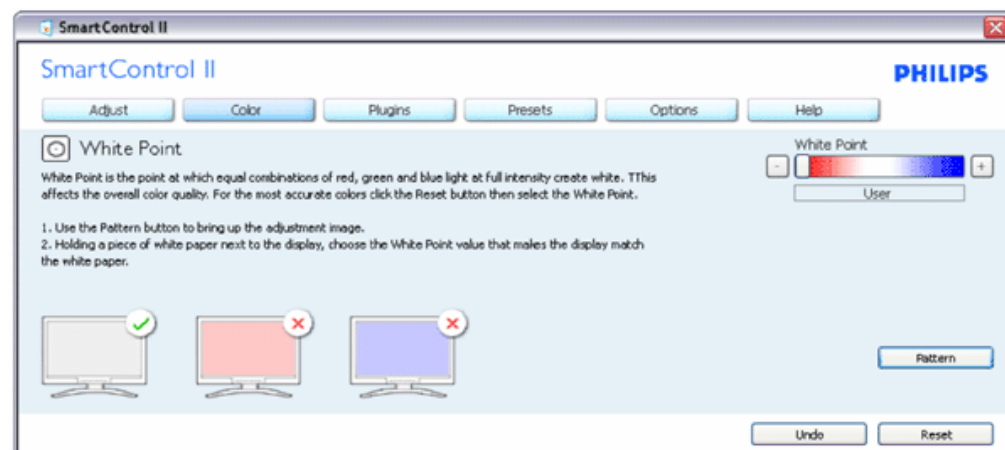 SmartControl II
SmartControl II
PHILIPS
Adjust
Color
Plugins
Presets
Options
Help
White Point
White Point is the point at which equal combinations of red, green and blue light at full intensity create white. TThis
affects the overall color quality. For the most accurate colors click the Reset button then select the White Point.
1. Use the Pattern button to bring up the adjustment image.
2. Holding a piece of white paper next to the display, choose the White Point value that makes the display match
the white paper.
White Point
-
+
User
Pattern
Undo
Reset